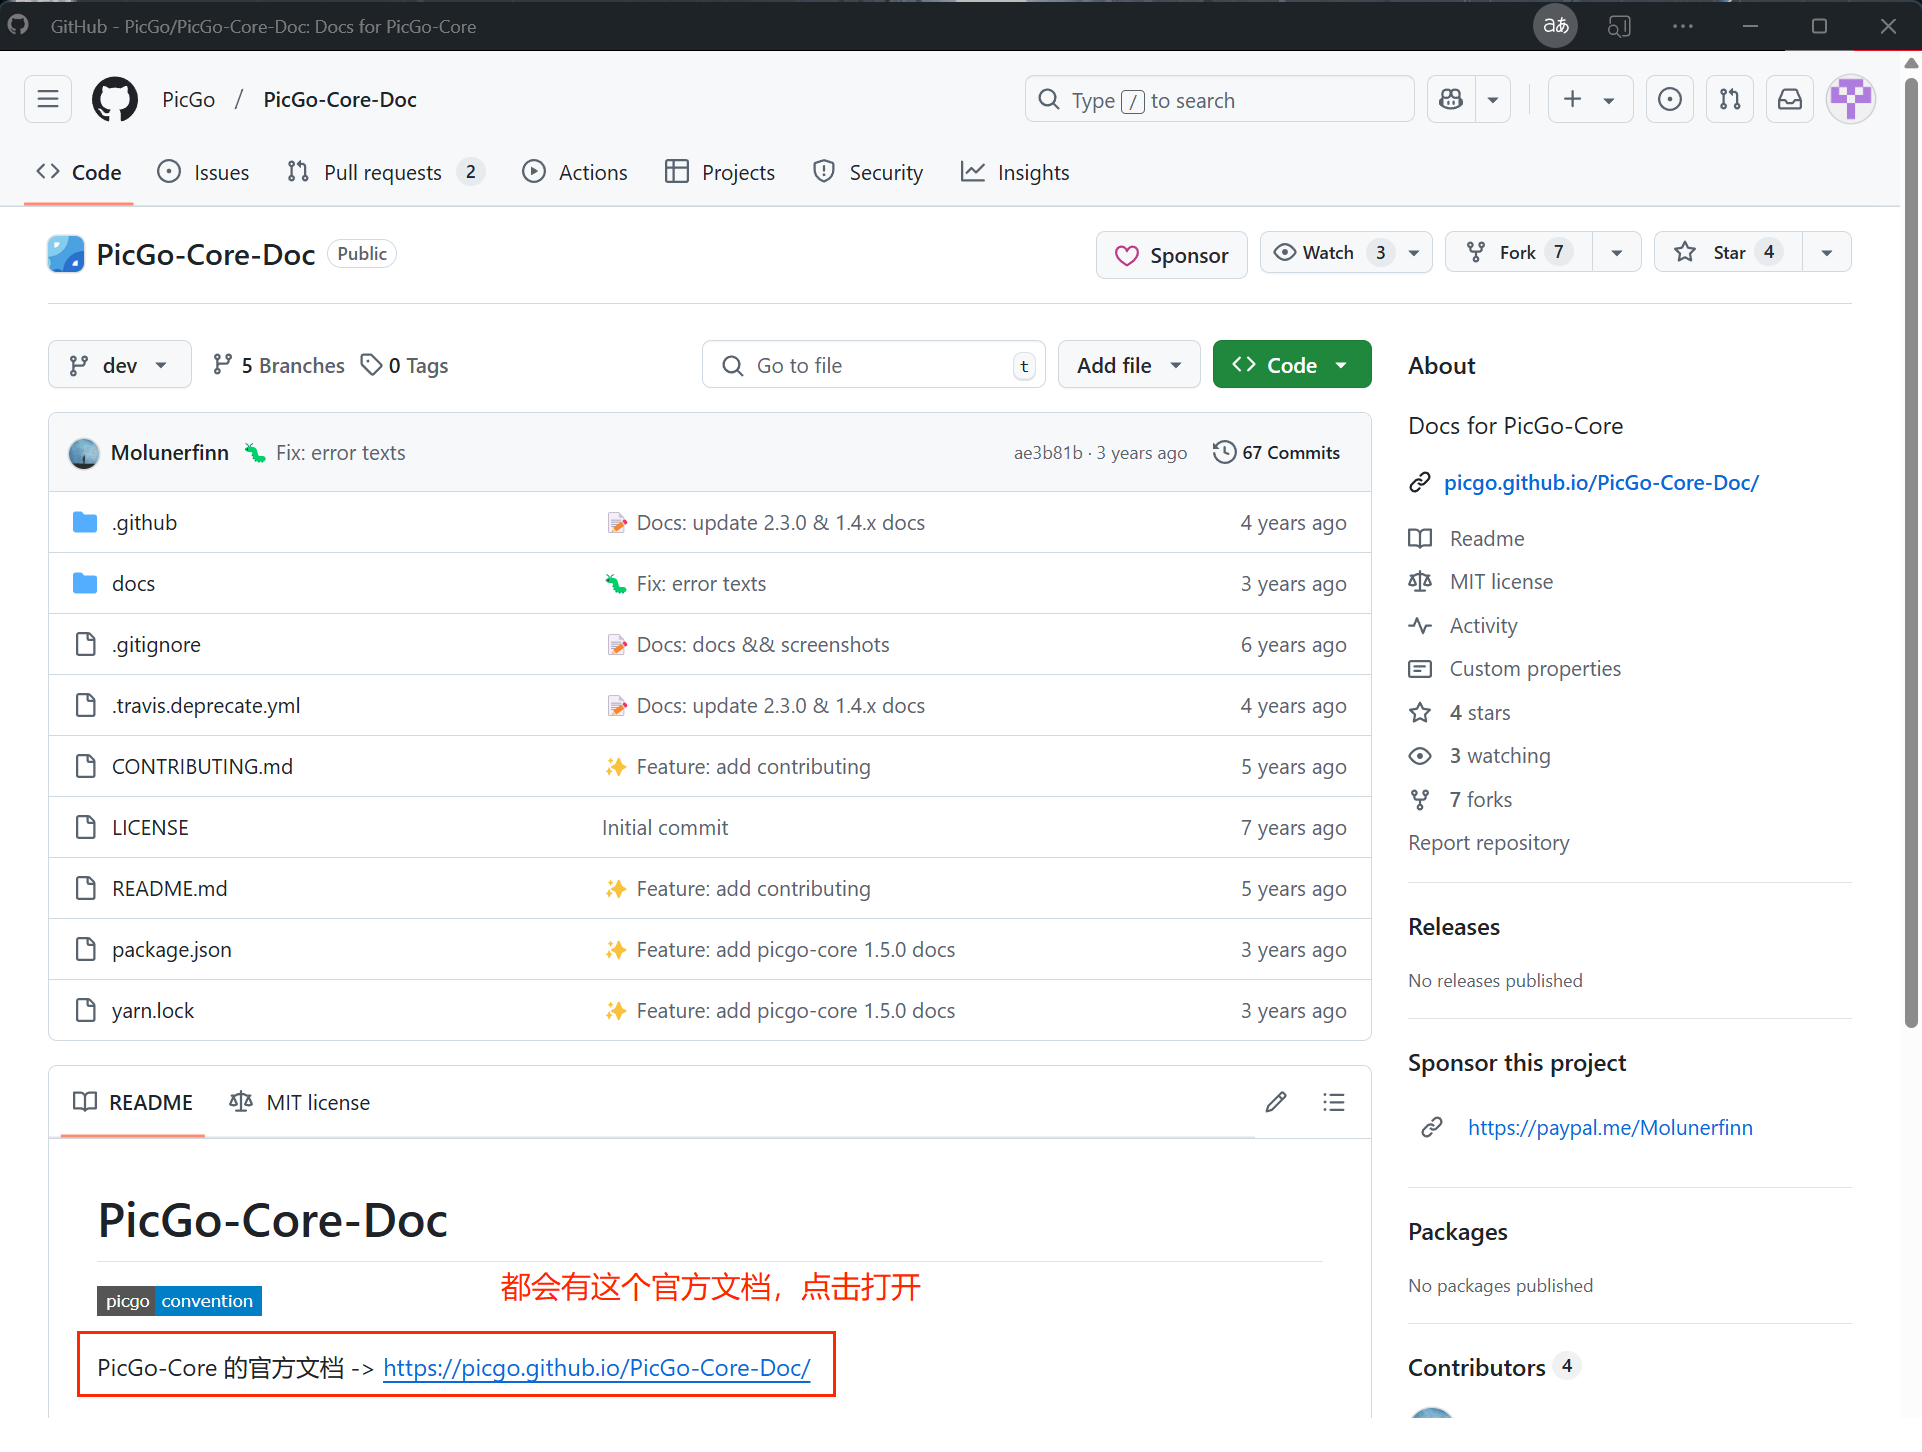 GitHub - PicGo/PicGo-Core-Doc: Docs for PicGo-Core
aあ
PicGo / PicGo-Core-Doc
Type / to search
Code
Issues
Pull requests 2
Actions
Projects
Security
Insights
PicGo-Core-Doc Public
Sponsor
Watch 3
Fork 7
Star 4
dev
5 Branches
0 Tags
Go to file t
Add file
Code
Molunerfinn Fix: error texts ae3b81b · 3 years ago 67 Commits
.github Docs: update 2.3.0 & 1.4.x docs 4 years ago
docs Fix: error texts 3 years ago
.gitignore Docs: docs && screenshots 6 years ago
.travis.deprecate.yml Docs: update 2.3.0 & 1.4.x docs 4 years ago
CONTRIBUTING.md Feature: add contributing 5 years ago
LICENSE Initial commit 7 years ago
README.md Feature: add contributing 5 years ago
package.json Feature: add picgo-core 1.5.0 docs 3 years ago
yarn.lock Feature: add picgo-core 1.5.0 docs 3 years ago
README
MIT license
PicGo-Core-Doc
都会有这个官方文档，点击打开
picgo convention
PicGo-Core 的官方文档 -> https://picgo.github.io/PicGo-Core-Doc/
About
Docs for PicGo-Core
picgo.github.io/PicGo-Core-Doc/
Readme
MIT license
Activity
Custom properties
4 stars
3 watching
7 forks
Report repository
Releases
No releases published
Sponsor this project
https://paypal.me/Molunerfinn
Packages
No packages published
Contributors 4